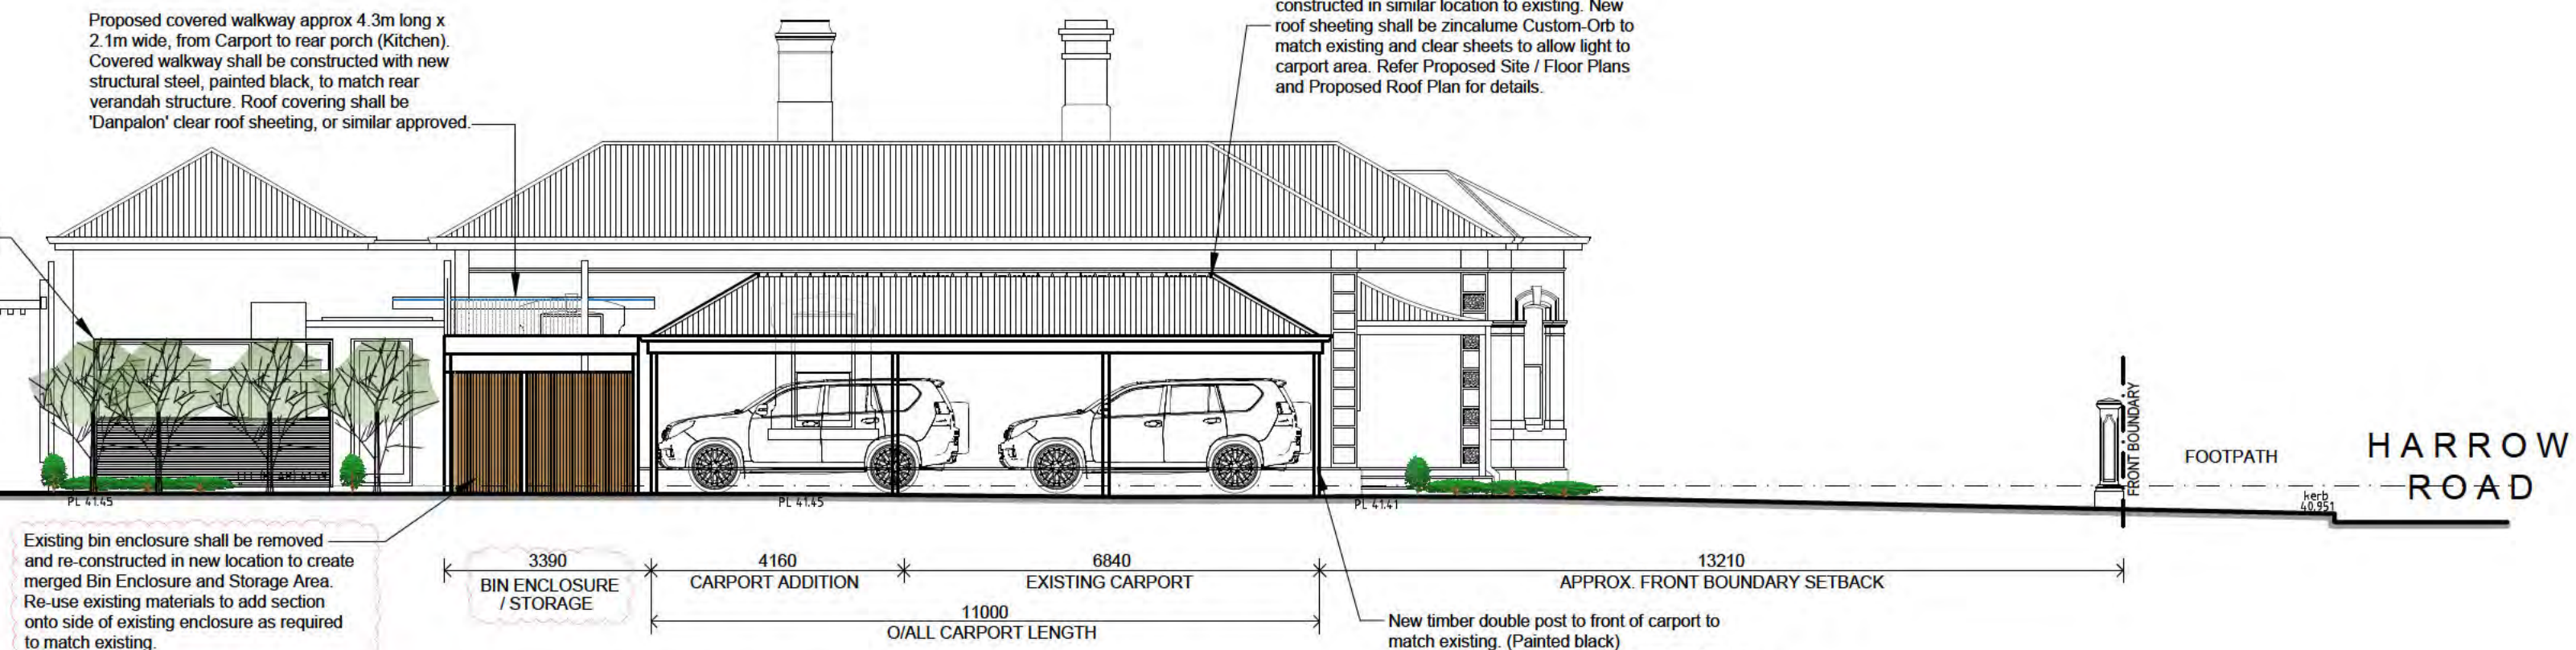 Proposed covered walkway approx 4.3m long x
2.1m wide, from Carport to rear porch (Kitchen).
Covered walkway shall be constructed with new
structural steel, painted black, to match rear
verandah structure. Roof covering shall be
'Danpalon' clear roof sheeting, or similar approved.
constructed in similar location to existing. New
roof sheeting shall be zincalume Custom-Orb to
match existing and clear sheets to allow light to
carport area. Refer Proposed Site / Floor Plans
and Proposed Roof Plan for details.
FRONT BOUNDARY
FOOTPATH
HARROW
ROAD
kerb
40.951
PL 41.45
PL 41.45
PL 41.41
Existing bin enclosure shall be removed
and re-constructed in new location to create
merged Bin Enclosure and Storage Area.
Re-use existing materials to add section
onto side of existing enclosure as required
to match existing.
3390
BIN ENCLOSURE
/ STORAGE
4160
CARPORT ADDITION
6840
EXISTING CARPORT
13210
APPROX. FRONT BOUNDARY SETBACK
11000
O/ALL CARPORT LENGTH
New timber double post to front of carport to
match existing. (Painted black)